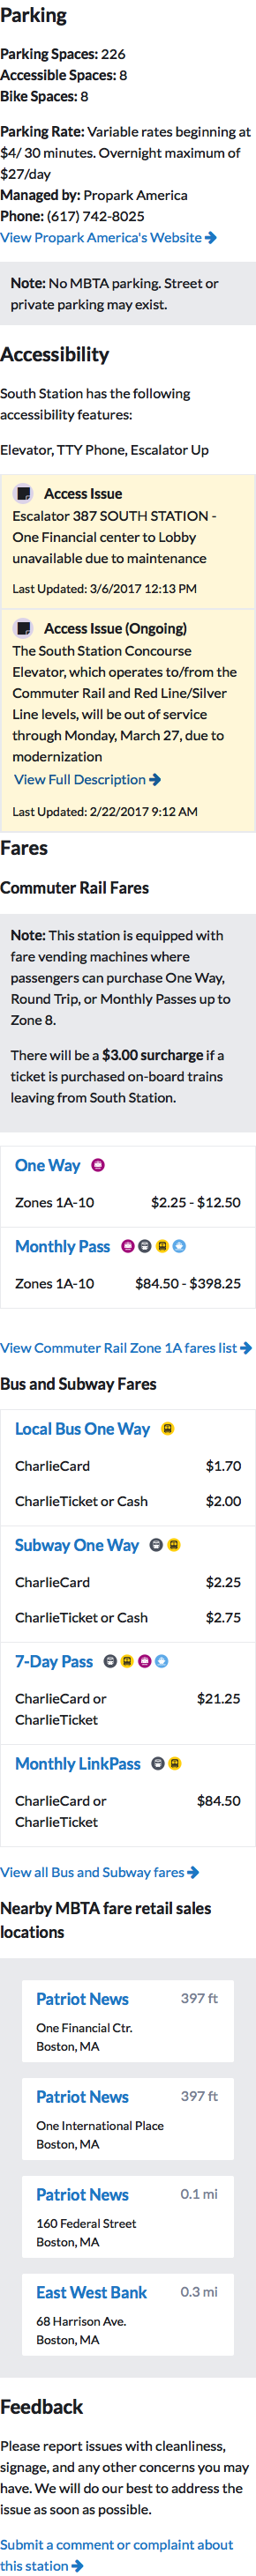 Parking
Parking Spaces: 226
Accessible Spaces: 8
Bike Spaces: 8
Parking Rate: Variable rates beginning at
$4/ 30 minutes. Overnight maximum of
$27/day
Managed by: Propark America
Phone: (617) 742-8025
View Propark America's Website
Note: No MBTA parking. Street or
private parking may exist.
Accessibility
South Station has the following
accessibility features:
Elevator, TTY Phone, Escalator Up
Access Issue
Escalator 387 SOUTH STATION -
One Financial center to Lobby
unavailable due to maintenance
Last Updated: 3/6/2017 12:13 PM
Access Issue (Ongoing)
The South Station Concourse
Elevator, which operates to/from the
Commuter Rail and Red Line/Silver
Line levels, will be out of service
through Monday, March 27, due to
modernization
View Full Description
Last Updated: 2/22/2017 9:12 AM
Fares
Commuter Rail Fares
Note: This station is equipped with
fare vending machines where
passengers can purchase One Way,
Round Trip, or Monthly Passes up to
Zone 8.
There will be a $3.00 surcharge if a
ticket is purchased on-board trains
leaving from South Station.
One Way
Zones 1A-10 $2.25 - $12.50
Monthly Pass
Zones 1A-10 $84.50 - $398.25
View Commuter Rail Zone 1A fares list
Bus and Subway Fares
Local Bus One Way
CharlieCard $1.70
CharlieTicket or Cash $2.00
Subway One Way
CharlieCard $2.25
CharlieTicket or Cash $2.75
7-Day Pass
CharlieCard or $21.25
CharlieTicket
Monthly LinkPass
CharlieCard or $84.50
CharlieTicket
View all Bus and Subway fares
Nearby MBTA fare retail sales
locations
Patriot News 397 ft
One Financial Ctr.
Boston, MA
Patriot News 397 ft
One International Place
Boston, MA
Patriot News 0.1 mi
160 Federal Street
Boston, MA
East West Bank 0.3 mi
68 Harrison Ave.
Boston, MA
Feedback
Please report issues with cleanliness,
signage, and any other concerns you may
have. We will do our best to address the
issue as soon as possible.
Submit a comment or complaint about
this station